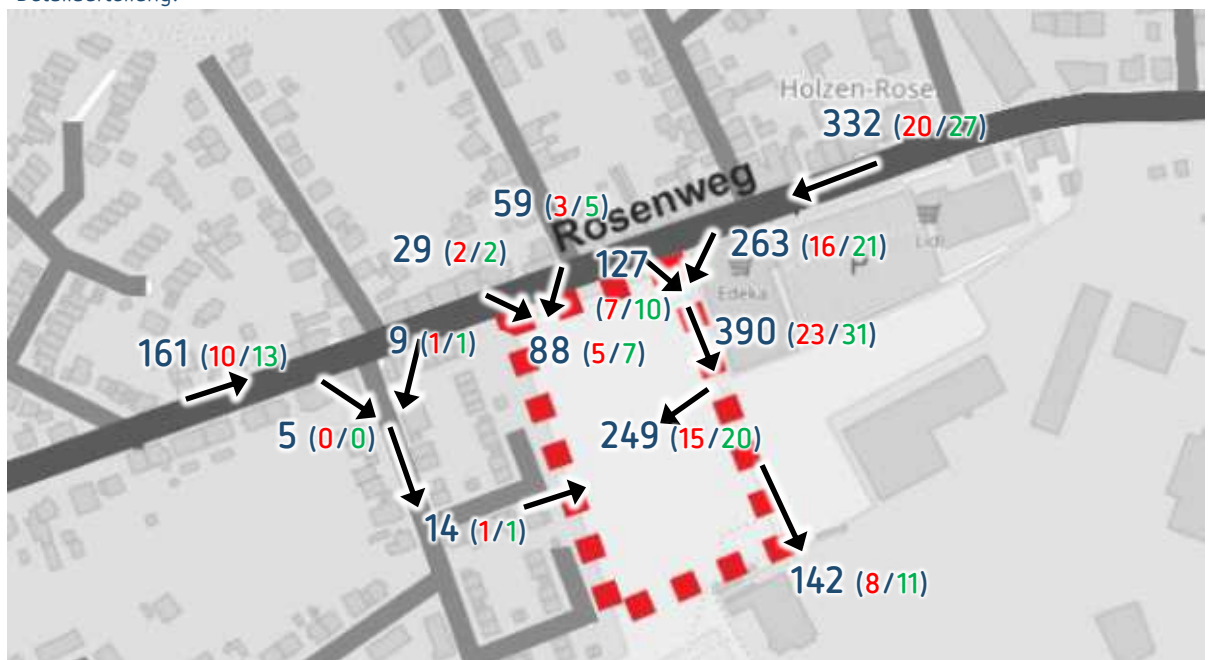 Holzen-Rose
332 (20/27)
Rosenweg
59 (3/5)
29 (2/2)
127
(7/10)
263 (16/21)
Lidl
P
Edeka
390 (23/31)
161 (10/13)
9 (1/1)
88 (5/7)
5 (0/0)
249 (15/20)
14 (1/1)
142 (8/11)